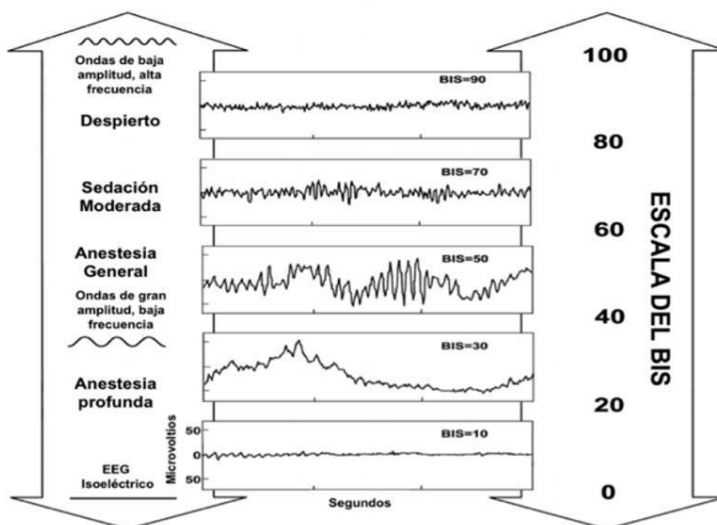 Ondas de baja
amplitud, alta
frecuencia
Despierto
Sedación
Moderada
Anestesia
General
Ondas de gran
amplitud, baja
frecuencia
Anestesia
profunda
EEG
Isoeléctrico
BIS=90
BIS=70
BIS=50
BIS=30
BIS=10
Microvoltios
50
0
50
Segundos
100
80
60
40
20
0
ESCALA DEL BIS